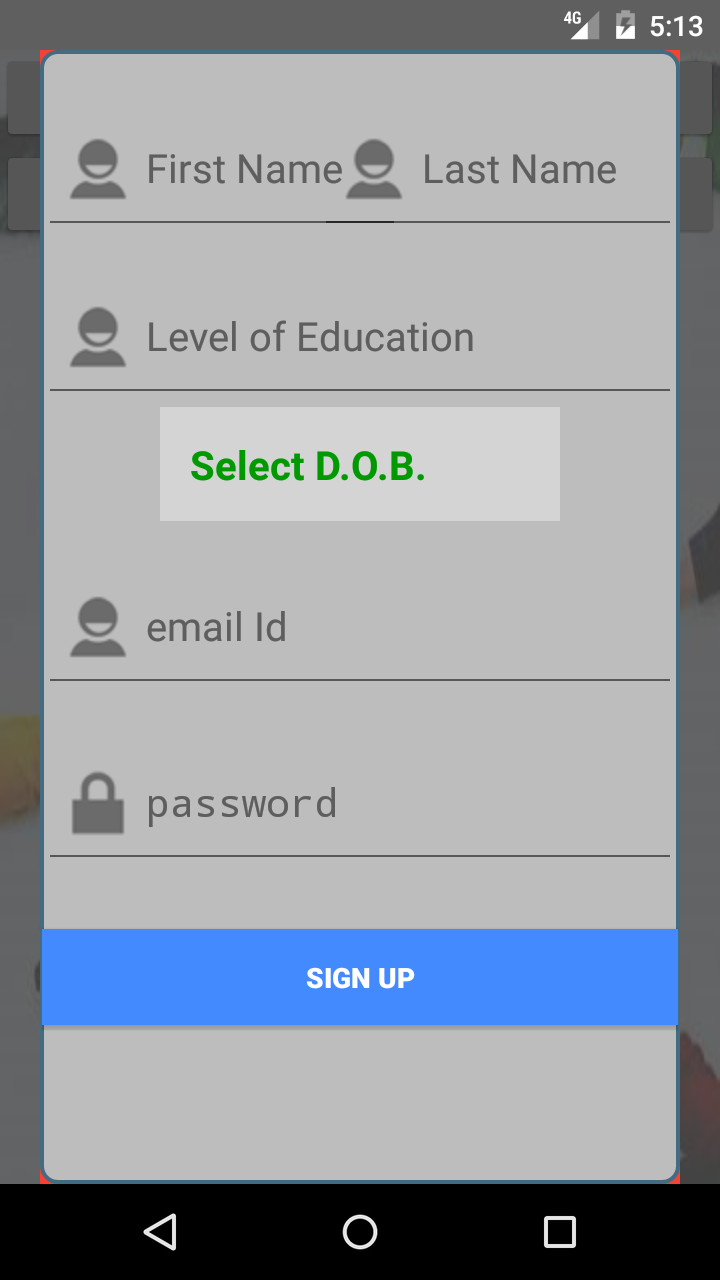 4G 5:13
First Name Last Name
Level of Education
Select D.O.B.
email Id
password
SIGN UP